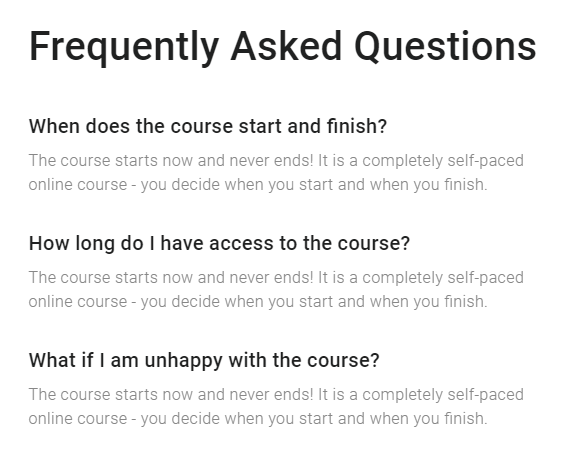 Frequently Asked Questions
When does the course start and finish?
The course starts now and never ends! It is a completely self-paced
online course - you decide when you start and when you finish.
How long do I have access to the course?
The course starts now and never ends! It is a completely self-paced
online course - you decide when you start and when you finish.
What if I am unhappy with the course?
The course starts now and never ends! It is a completely self-paced
online course - you decide when you start and when you finish.